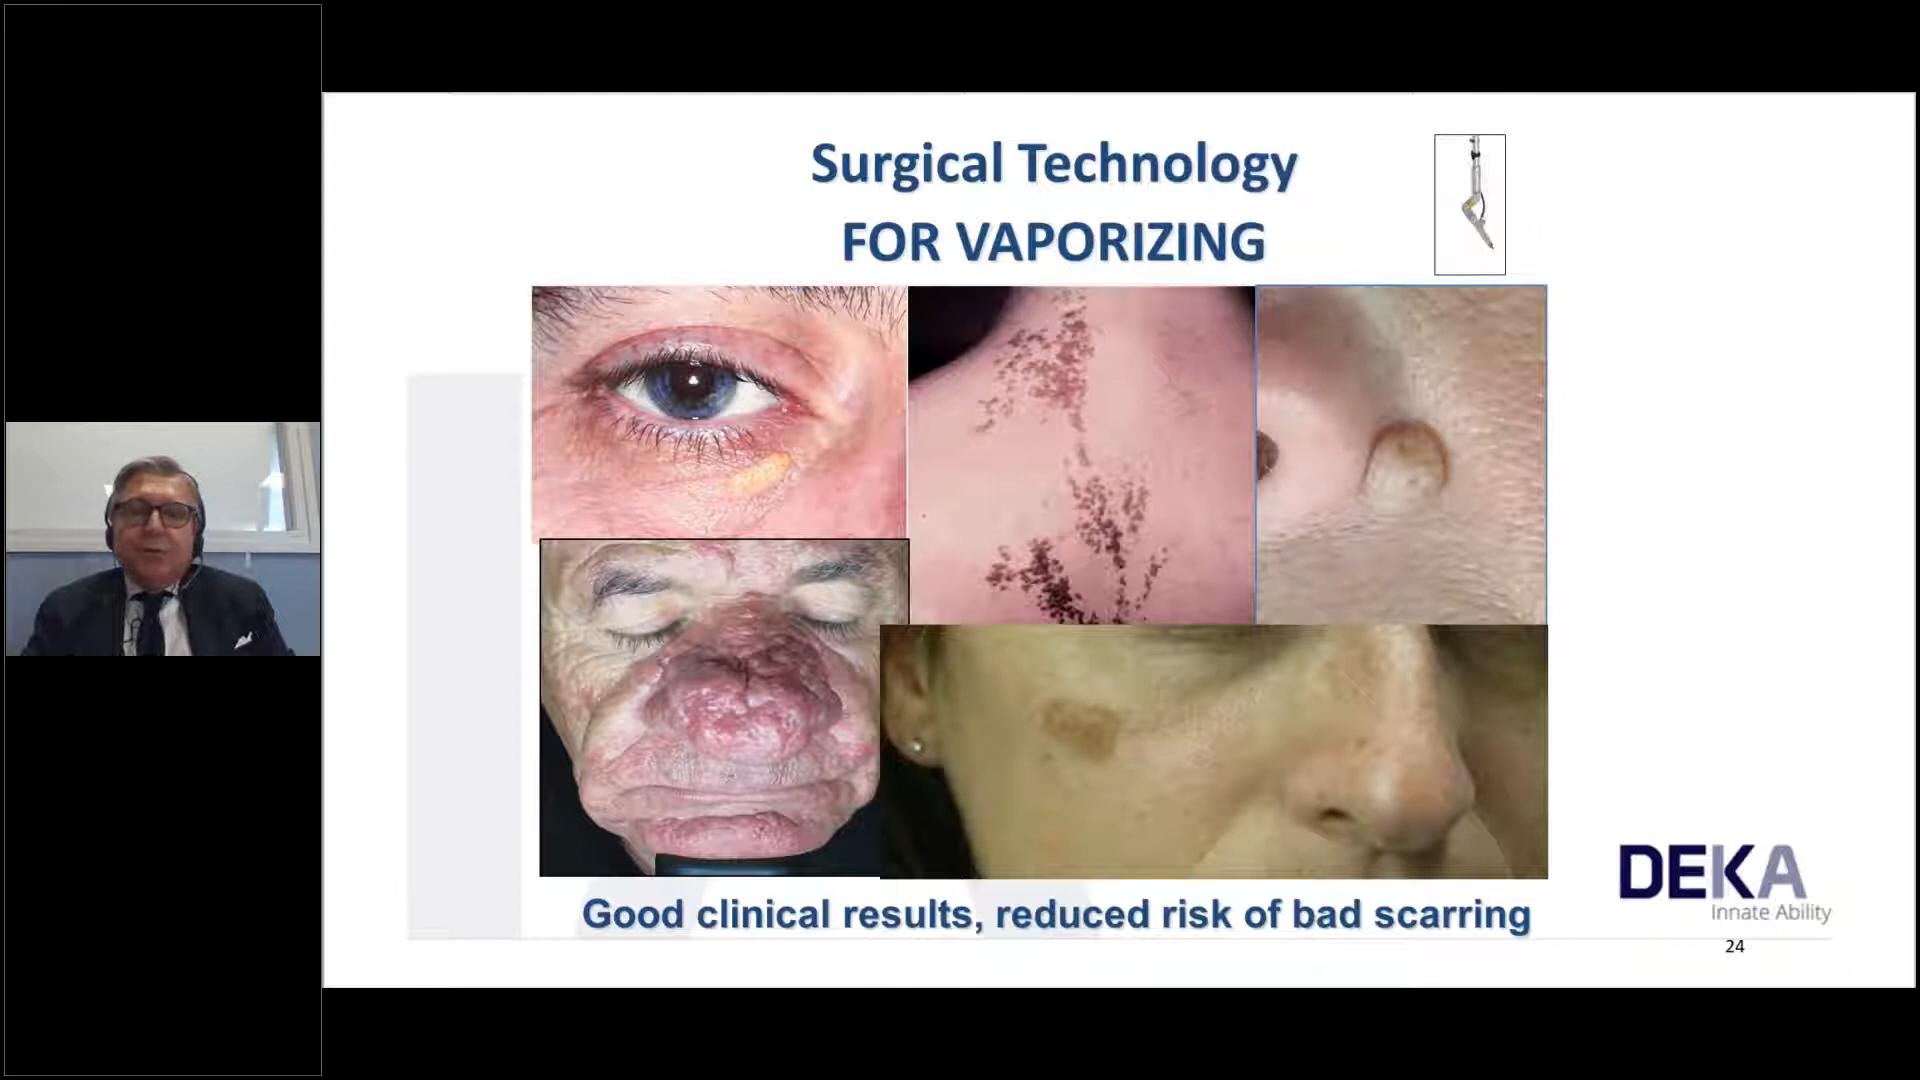 Surgical Technology
FOR VAPORIZING
Good clinical results, reduced risk of bad scarring
DEKA
Innate Ability
24